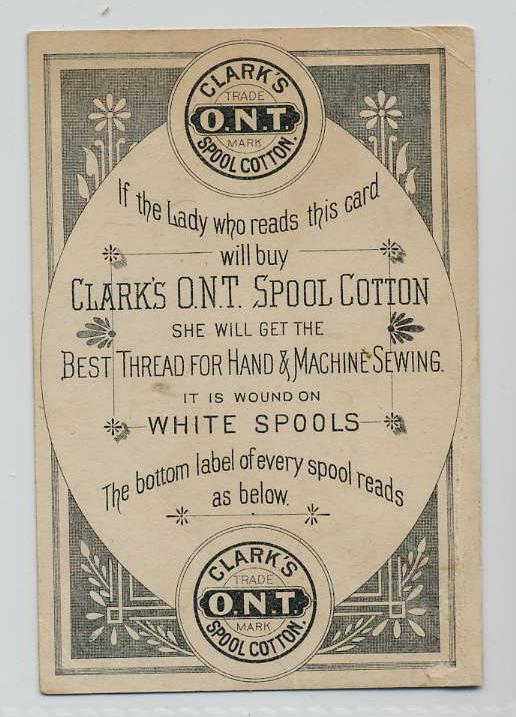 CLARK'S
TRADE
O.N.T.
MARK
SPOOL COTTON.
If the Lady who reads this card
will buy
CLARK'S O.N.T. SPOOL COTTON
SHE WILL GET THE
BEST THREAD FOR HAND & MACHINE SEWING.
IT IS WOUND ON
WHITE SPOOLS
The bottom label of every spool reads
as below.
CLARK'S
TRADE
O.N.T.
MARK
SPOOL COTTON.